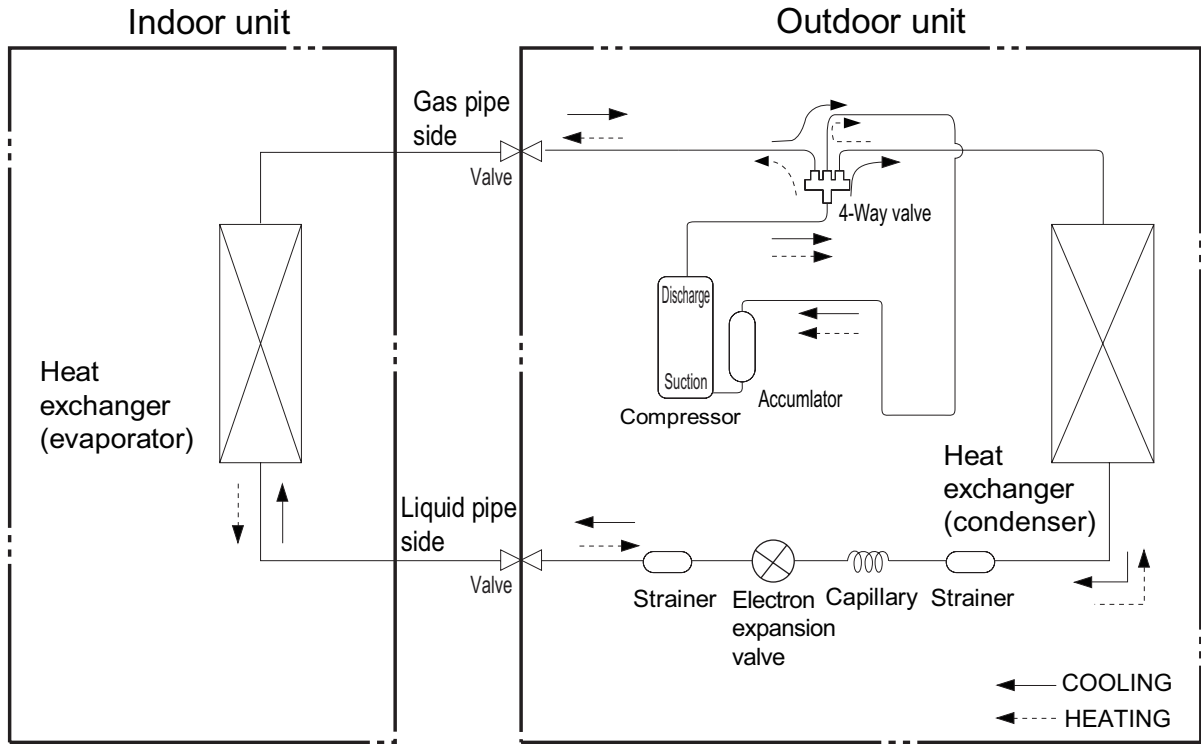 Indoor unit
Outdoor unit
Gas pipe
side
Valve
4-Way valve
Discharge
Suction
Compressor
Accumlator
Heat
exchanger
(evaporator)
Heat
exchanger
(condenser)
Liquid pipe
side
Valve
Strainer
Electron
expansion
valve
Capillary
Strainer
COOLING
HEATING